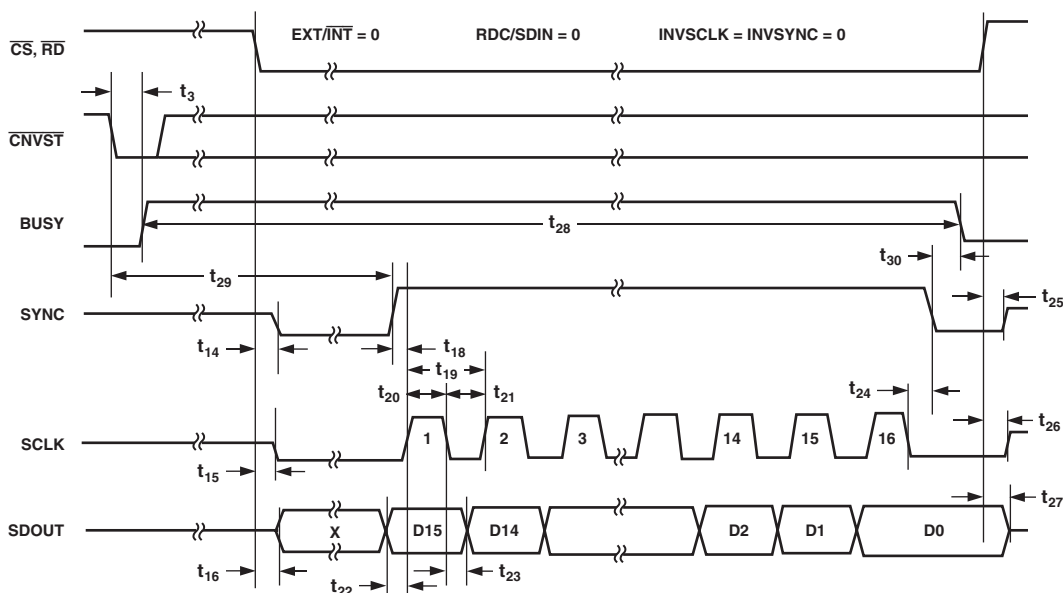 EXT/INT = 0 RDC/SDIN = 0 INVSCLK = INVSYNC = 0
CS, RD
t3
CNVST
BUSY
t28
t30
t29
t25
SYNC
t14
t18
t19
t20
t21
t24
t26
SCLK
1 2 3 14 15 16
t15
t27
SDOUT
X D15 D14 D2 D1 D0
t16
t22
t23